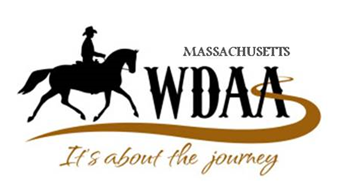 MASSACHUSETTS
WDAA
It's about the journey